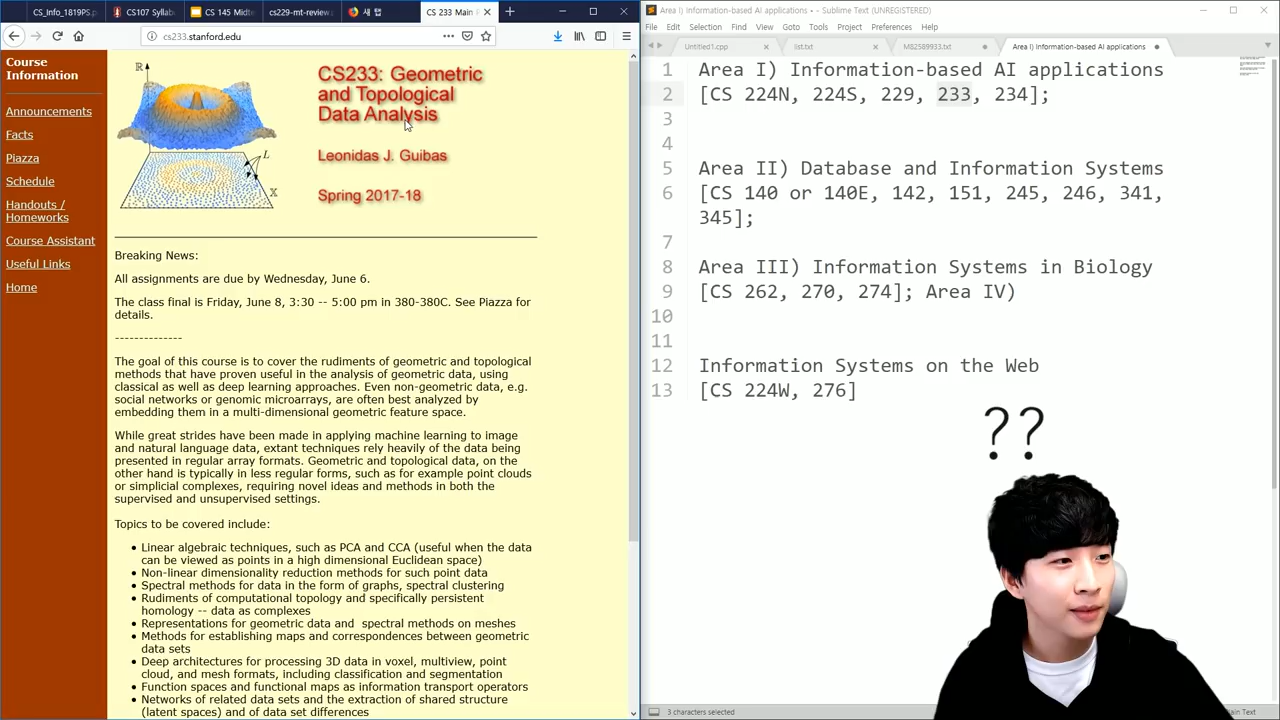 CS_Info_1819PS.p
CS107 Syllab
CS 145 Midt
cs229-mt-review
새 탭
CS 233 Main
cs233.stanford.edu
Course
Information
Announcements
Facts
Piazza
Schedule
Handouts /
Homeworks
Course Assistant
Useful Links
Home
R
L
X
CS233: Geometric
and Topological
Data Analysis
Leonidas J. Guibas
Spring 2017-18
Breaking News:
All assignments are due by Wednesday, June 6.
The class final is Friday, June 8, 3:30 -- 5:00 pm in 380-380C. See Piazza for
details.
--------------
The goal of this course is to cover the rudiments of geometric and topological
methods that have proven useful in the analysis of geometric data, using
classical as well as deep learning approaches. Even non-geometric data, e.g.
social networks or genomic microarrays, are often best analyzed by
embedding them in a multi-dimensional geometric feature space.
While great strides have been made in applying machine learning to image
and natural language data, extant techniques rely heavily of the data being
presented in regular array formats. Geometric and topological data, on the
other hand is typically in less regular forms, such as for example point clouds
or simplicial complexes, requiring novel ideas and methods in both the
supervised and unsupervised settings.
Topics to be covered include:
Linear algebraic techniques, such as PCA and CCA (useful when the data
can be viewed as points in a high dimensional Euclidean space)
Non-linear dimensionality reduction methods for such point data
Spectral methods for data in the form of graphs, spectral clustering
Rudiments of computational topology and specifically persistent
homology -- data as complexes
Representations for geometric data and spectral methods on meshes
Methods for establishing maps and correspondences between geometric
data sets
Deep architectures for processing 3D data in voxel, multiview, point
cloud, and mesh formats, including classification and segmentation
Function spaces and functional maps as information transport operators
Networks of related data sets and the extraction of shared structure
(latent spaces) and of data set differences
Area I) Information-based AI applications • - Sublime Text (UNREGISTERED)
File Edit Selection Find View Goto Tools Project Preferences Help
Untitled1.cpp
list.txt
M82589933.txt
Area I) Information-based AI applications
1 Area I) Information-based AI applications
2 [CS 224N, 224S, 229, 233, 234];
3
4
5 Area II) Database and Information Systems
6 [CS 140 or 140E, 142, 151, 245, 246, 341,
345];
7
8 Area III) Information Systems in Biology
9 [CS 262, 270, 274]; Area IV)
10
11
12 Information Systems on the Web
13 [CS 224W, 276]
??
3 characters selected
lain Text